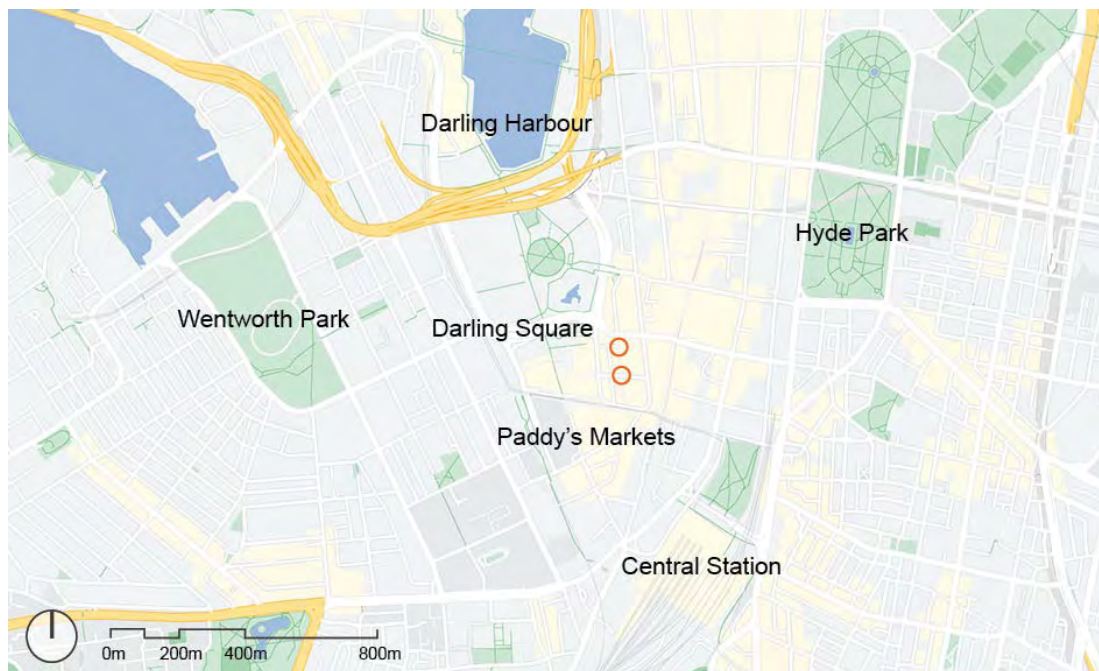 Darling Harbour
Hyde Park
Wentworth Park
Darling Square
Paddy's Markets
Central Station
0m 200m 400m 800m